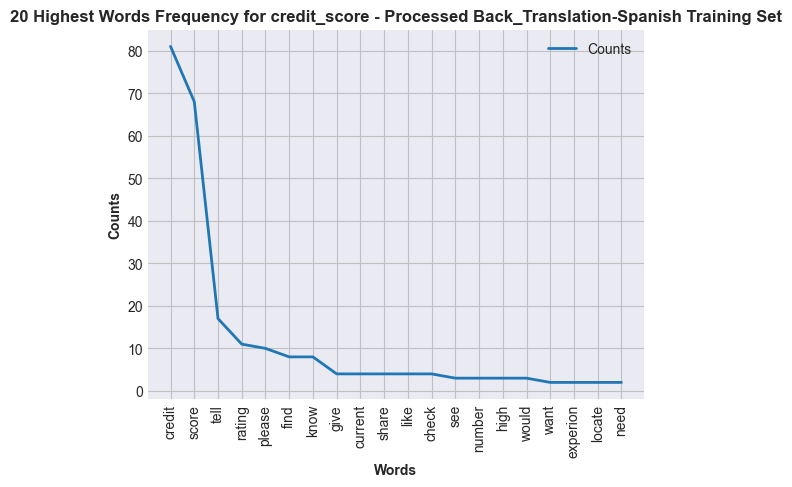 20 Highest Words Frequency for credit_score - Processed Back_Translation-Spanish Training Set
Counts
80
70
60
50
40
30
20
10
0
Counts
credit
score
tell
rating
please
find
know
give
current
share
like
check
see
number
high
would
want
experion
locate
need
Words